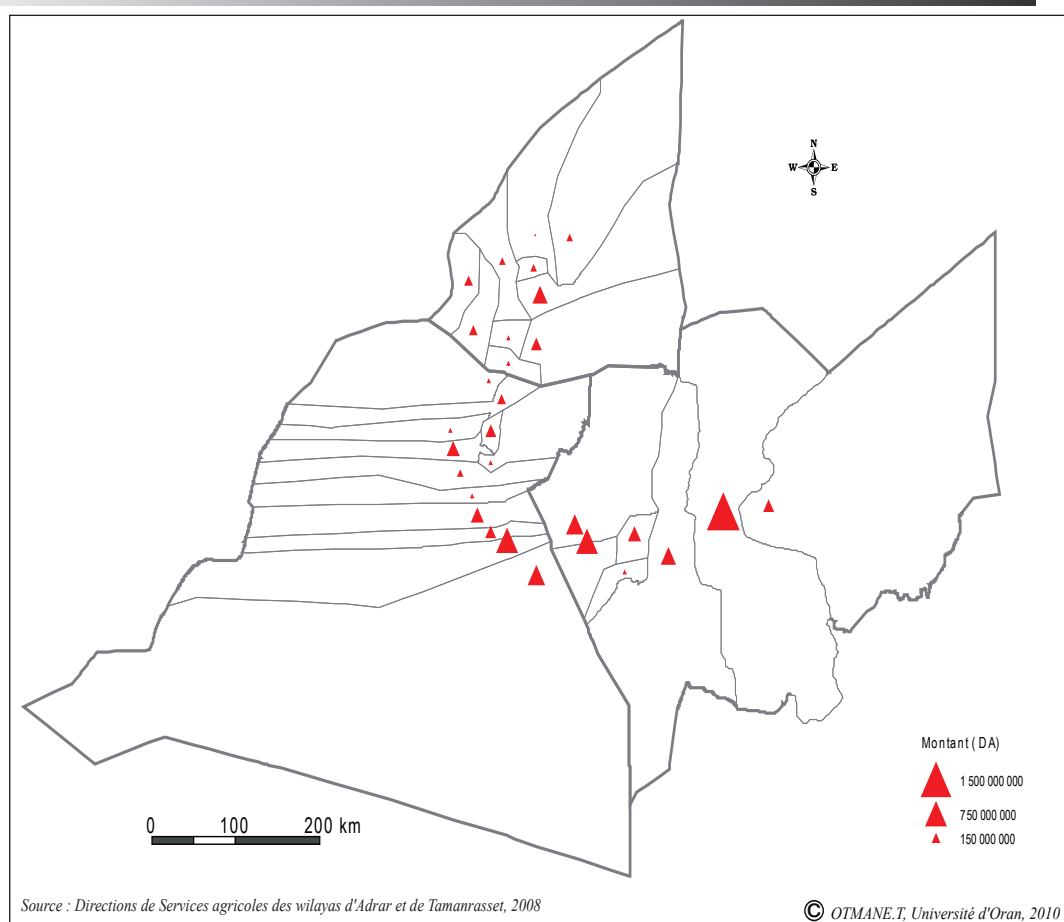 N
W E
S
Montant (DA)
1 500 000 000
750 000 000
150 000 000
0 100 200 km
Source : Directions de Services agricoles des wilayas d'Adrar et de Tamanrasset, 2008
© OTMANE.T, Université d'Oran, 2010